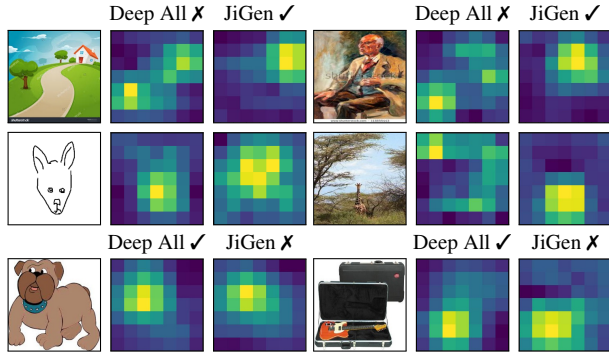 Deep All ✗ JiGen ✓ Deep All ✗ JiGen ✓
Deep All ✓ JiGen ✗ Deep All ✓ JiGen ✗